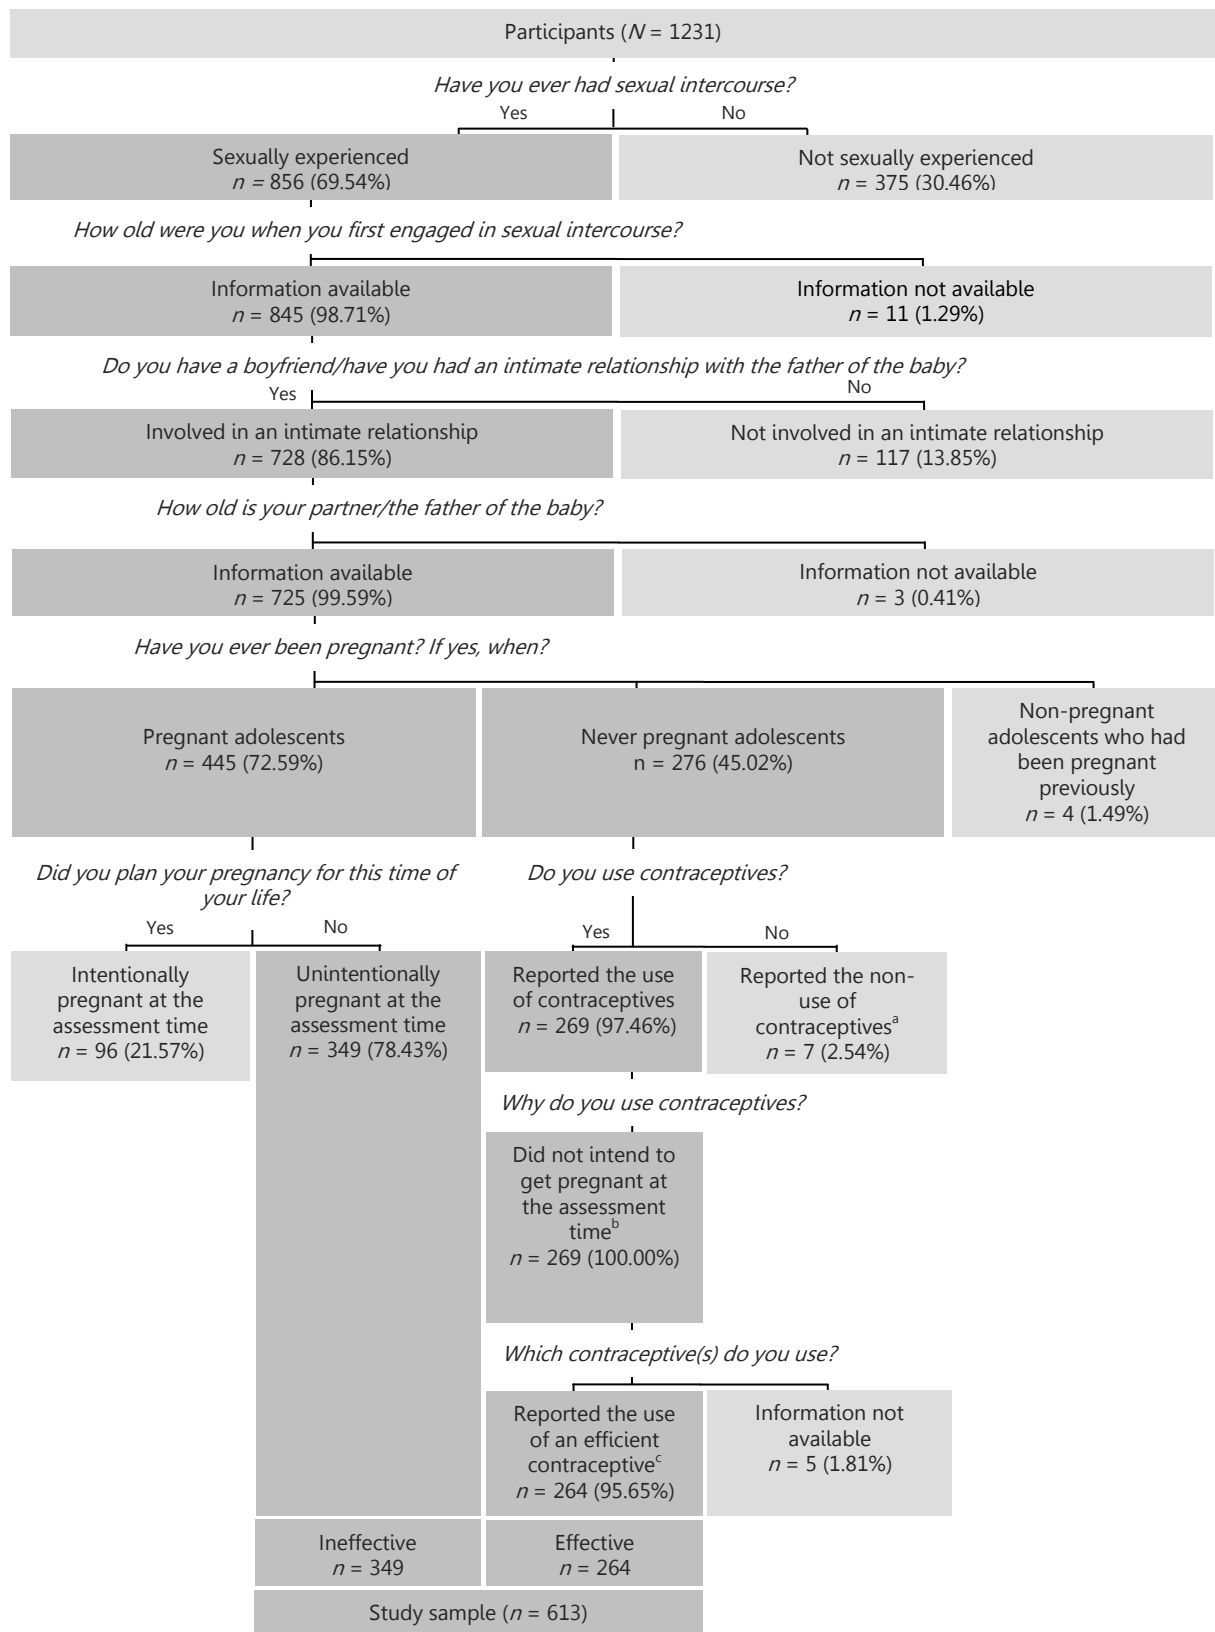 Participants (N = 1231)
Have you ever had sexual intercourse?
Yes
No
Sexually experienced
n = 856 (69.54%)
Not sexually experienced
n = 375 (30.46%)
How old were you when you first engaged in sexual intercourse?
Information available
n = 845 (98.71%)
Information not available
n = 11 (1.29%)
Do you have a boyfriend/have you had an intimate relationship with the father of the baby?
Yes
No
Involved in an intimate relationship
n = 728 (86.15%)
Not involved in an intimate relationship
n = 117 (13.85%)
How old is your partner/the father of the baby?
Information available
n = 725 (99.59%)
Information not available
n = 3 (0.41%)
Have you ever been pregnant? If yes, when?
Pregnant adolescents
n = 445 (72.59%)
Never pregnant adolescents
n = 276 (45.02%)
Non-pregnant
adolescents who had
been pregnant
previously
n = 4 (1.49%)
Did you plan your pregnancy for this time of
your life?
Yes
No
Do you use contraceptives?
Yes
No
Intentionally
pregnant at the
assessment time
n = 96 (21.57%)
Unintentionally
pregnant at the
assessment time
n = 349 (78.43%)
Reported the use
of contraceptives
n = 269 (97.46%)
Reported the non-
use of
contraceptivesᵃ
n = 7 (2.54%)
Why do you use contraceptives?
Did not intend to
get pregnant at
the assessment
timeᵇ
n = 269 (100.00%)
Which contraceptive(s) do you use?
Reported the use
of an efficient
contraceptiveᶜ
n = 264 (95.65%)
Information not
available
n = 5 (1.81%)
Ineffective
n = 349
Effective
n = 264
Study sample (n = 613)